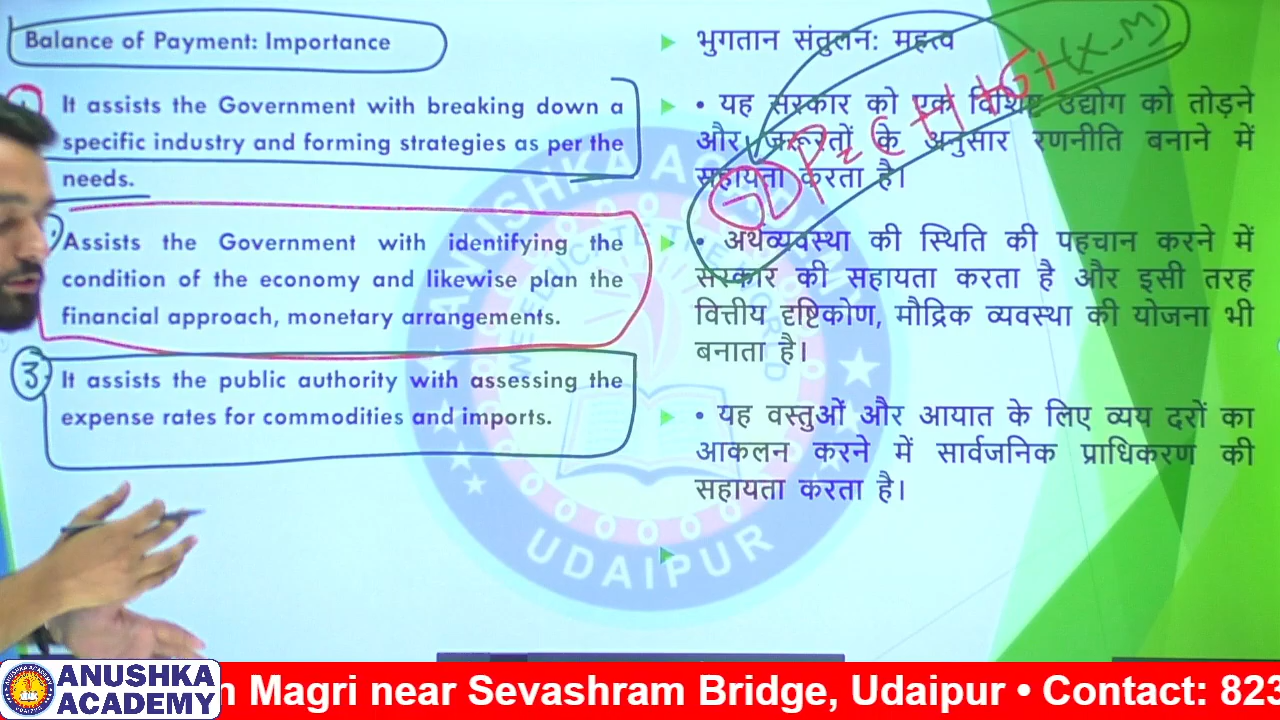 Balance of Payment: Importance
It assists the Government with breaking down a
specific industry and forming strategies as per the
needs.
Assists the Government with identifying the
condition of the economy and likewise plan the
financial approach, monetary arrangements.
3
It assists the public authority with assessing the
expense rates for commodities and imports.
भुगतान संतुलन: महत्व
• यह सरकार को एक विशिष्ट उद्योग को तोड़ने
और जरूरतों के अनुसार रणनीति बनाने में
सहायता करता है।
• अर्थव्यवस्था की स्थिति की पहचान करने में
सरकार की सहायता करता है और इसी तरह
वित्तीय दृष्टिकोण, मौद्रिक व्यवस्था की योजना भी
बनाता है।
• यह वस्तुओं और आयात के लिए व्यय दरों का
आकलन करने में सार्वजनिक प्राधिकरण की
सहायता करता है।
GDP = C + I + G + (X-M)
ANUSHKA ACADEMY
UDAIPUR
ANUSHKA
ACADEMY
Magri near Sevashram Bridge, Udaipur • Contact: 823